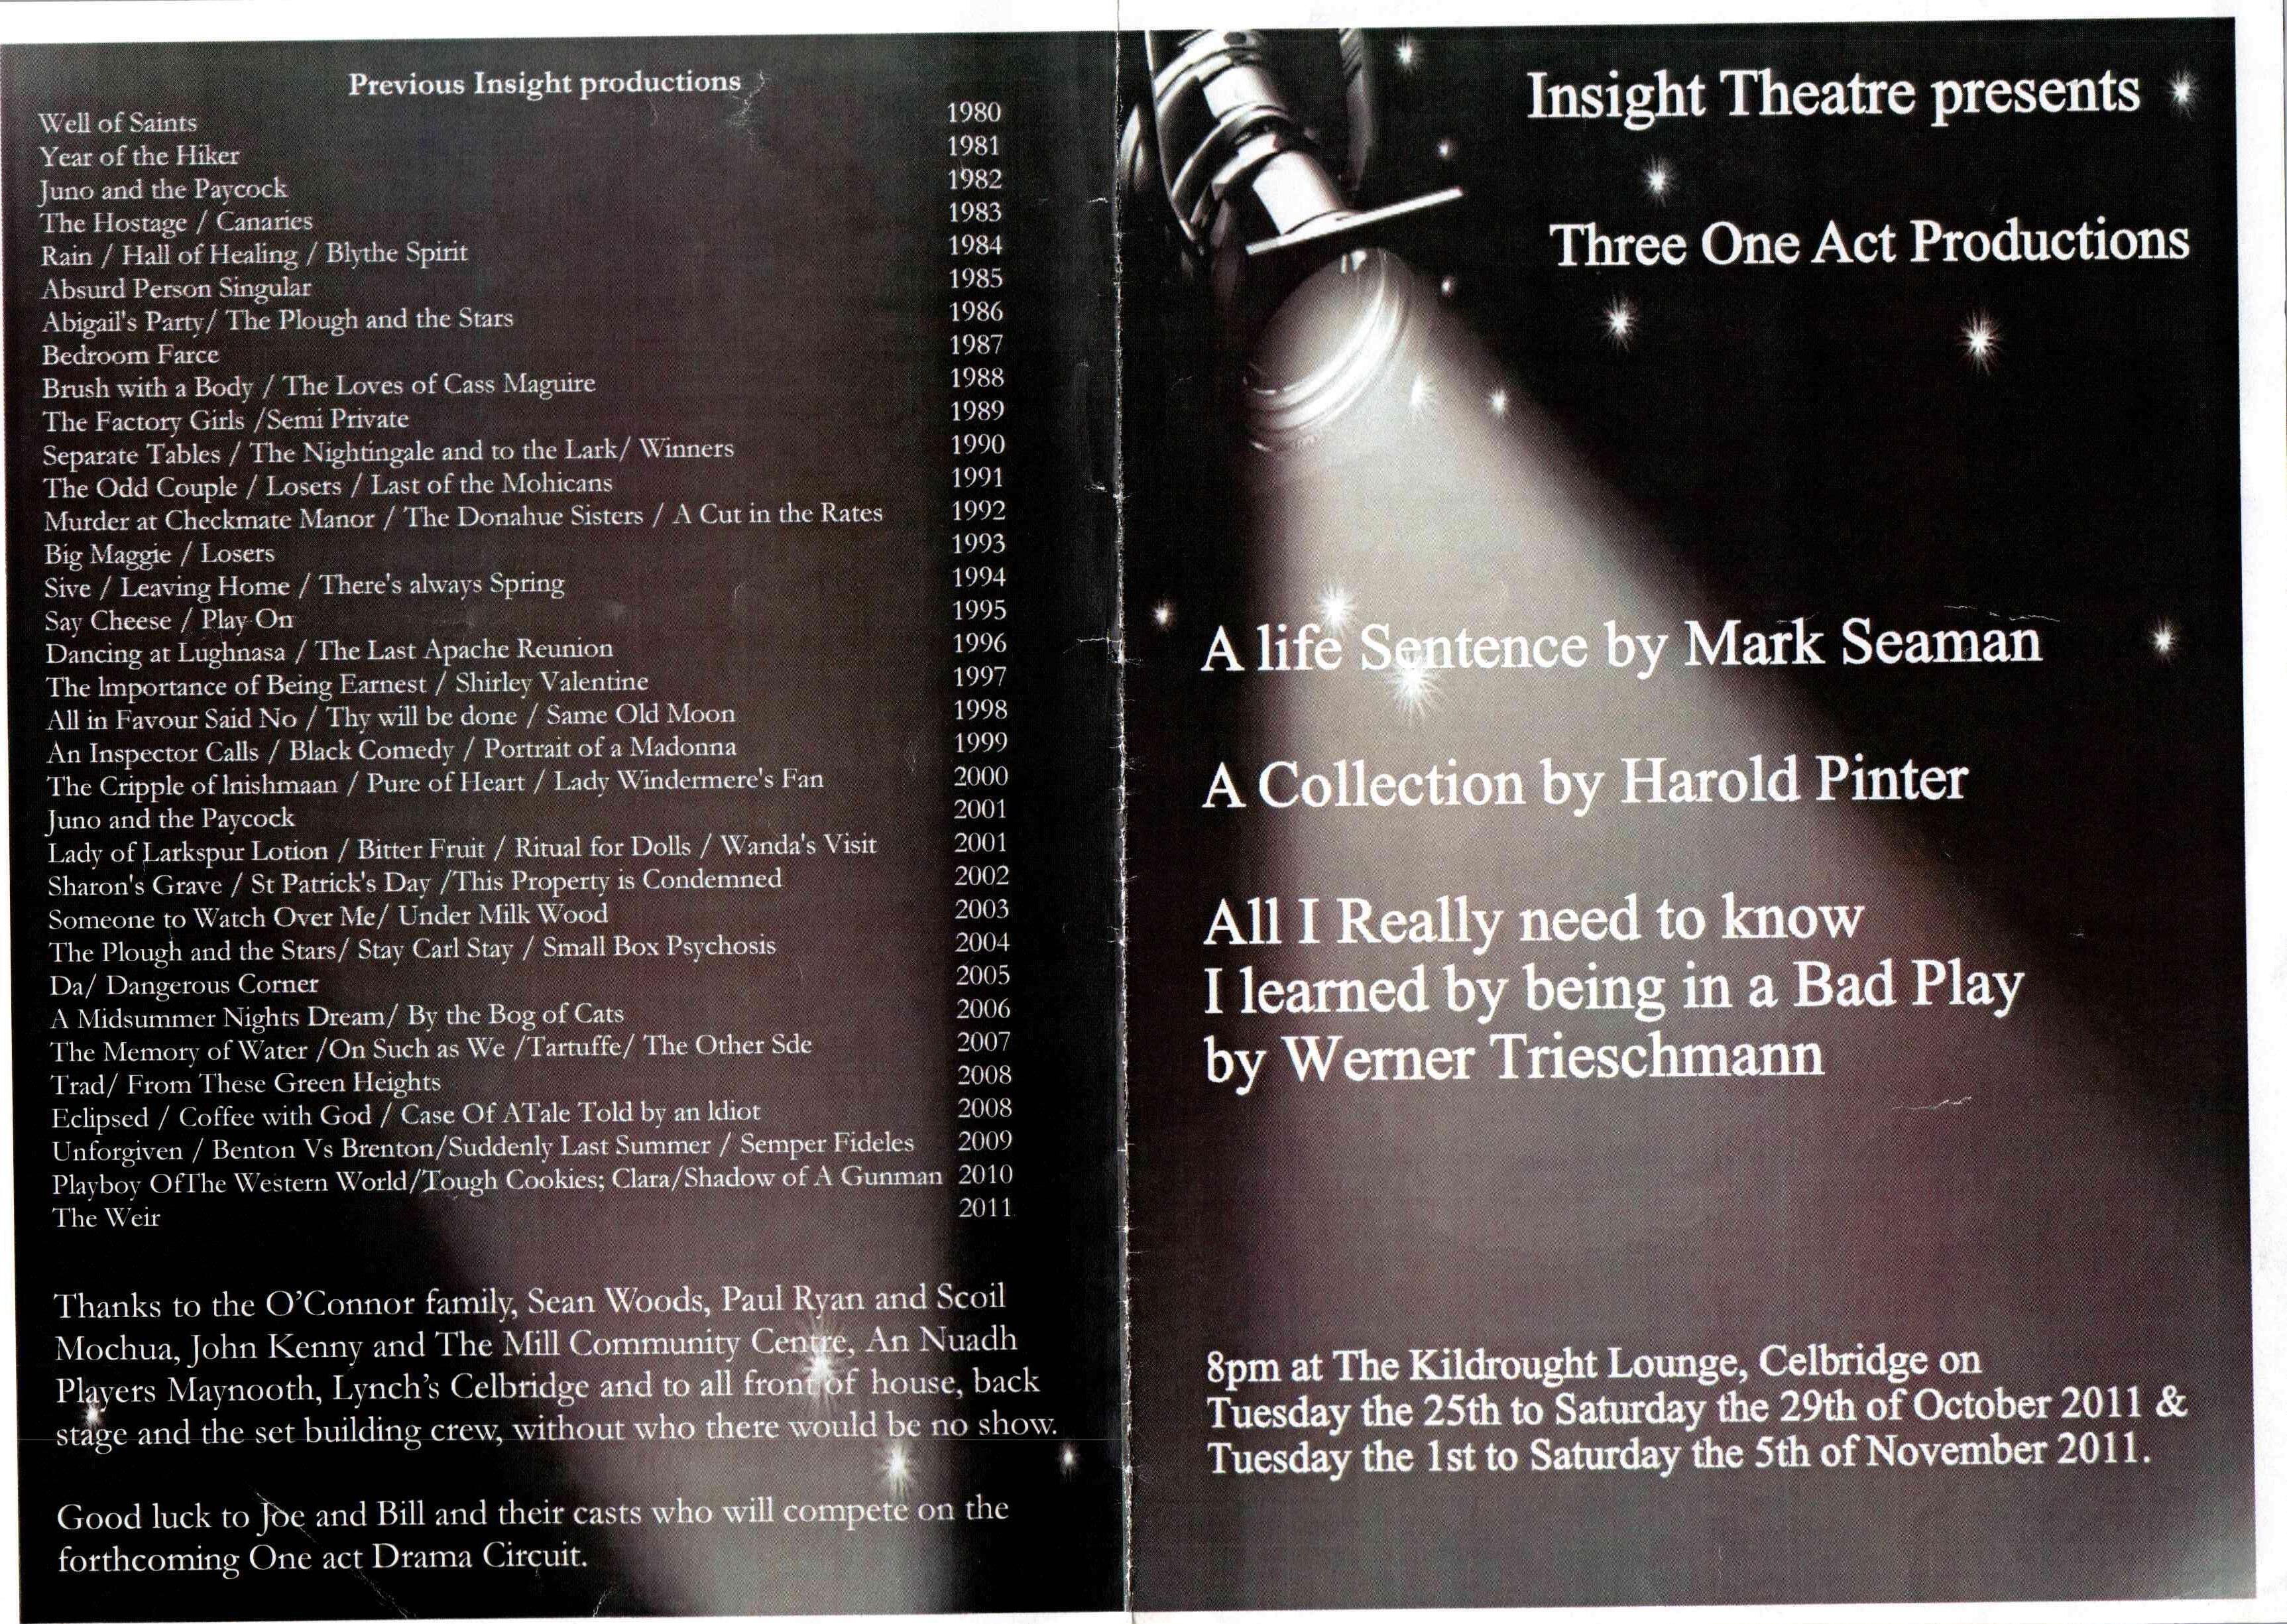 Previous Insight productions
Well of Saints 1980
Year of the Hiker 1981
Juno and the Paycock 1982
The Hostage / Canaries 1983
Rain / Hall of Healing / Blythe Spirit 1984
Absurd Person Singular 1985
Abigail's Party/ The Plough and the Stars 1986
Bedroom Farce 1987
Brush with a Body / The Loves of Cass Maguire 1988
The Factory Girls /Semi Private 1989
Separate Tables / The Nightingale and to the Lark/ Winners 1990
The Odd Couple / Losers / Last of the Mohicans 1991
Murder at Checkmate Manor / The Donahue Sisters / A Cut in the Rates 1992
Big Maggie / Losers 1993
Sive / Leaving Home / There's always Spring 1994
Say Cheese / Play On 1995
Dancing at Lughnasa / The Last Apache Reunion 1996
The Importance of Being Earnest / Shirley Valentine 1997
All in Favour Said No / Thy will be done / Same Old Moon 1998
An Inspector Calls / Black Comedy / Portrait of a Madonna 1999
The Cripple of Inishmaan / Pure of Heart / Lady Windermere's Fan 2000
Juno and the Paycock 2001
Lady of Larkspur Lotion / Bitter Fruit / Ritual for Dolls / Wanda's Visit 2001
Sharon's Grave / St Patrick's Day /This Property is Condemned 2002
Someone to Watch Over Me/ Under Milk Wood 2003
The Plough and the Stars/ Stay Carl Stay / Small Box Psychosis 2004
Da/ Dangerous Corner 2005
A Midsummer Nights Dream/ By the Bog of Cats 2006
The Memory of Water /On Such as We /Tartuffe/ The Other Sde 2007
Trad/ From These Green Heights 2008
Eclipsed / Coffee with God / Case Of ATale Told by an Idiot 2008
Unforgiven / Benton Vs Brenton/Suddenly Last Summer / Semper Fideles 2009
Playboy OfThe Western World/Tough Cookies; Clara/Shadow of A Gunman 2010
The Weir 2011
Thanks to the O'Connor family, Sean Woods, Paul Ryan and Scoil
Mochua, John Kenny and The Mill Community Centre, An Nuadh
Players Maynooth, Lynch's Celbridge and to all front of house, back
stage and the set building crew, without who there would be no show.
Good luck to Joe and Bill and their casts who will compete on the
forthcoming One act Drama Circuit.
Insight Theatre presents
Three One Act Productions
A life Sentence by Mark Seaman
A Collection by Harold Pinter
All I Really need to know
I learned by being in a Bad Play
by Werner Trieschmann
8pm at The Kildrought Lounge, Celbridge on
Tuesday the 25th to Saturday the 29th of October 2011 &
Tuesday the 1st to Saturday the 5th of November 2011.